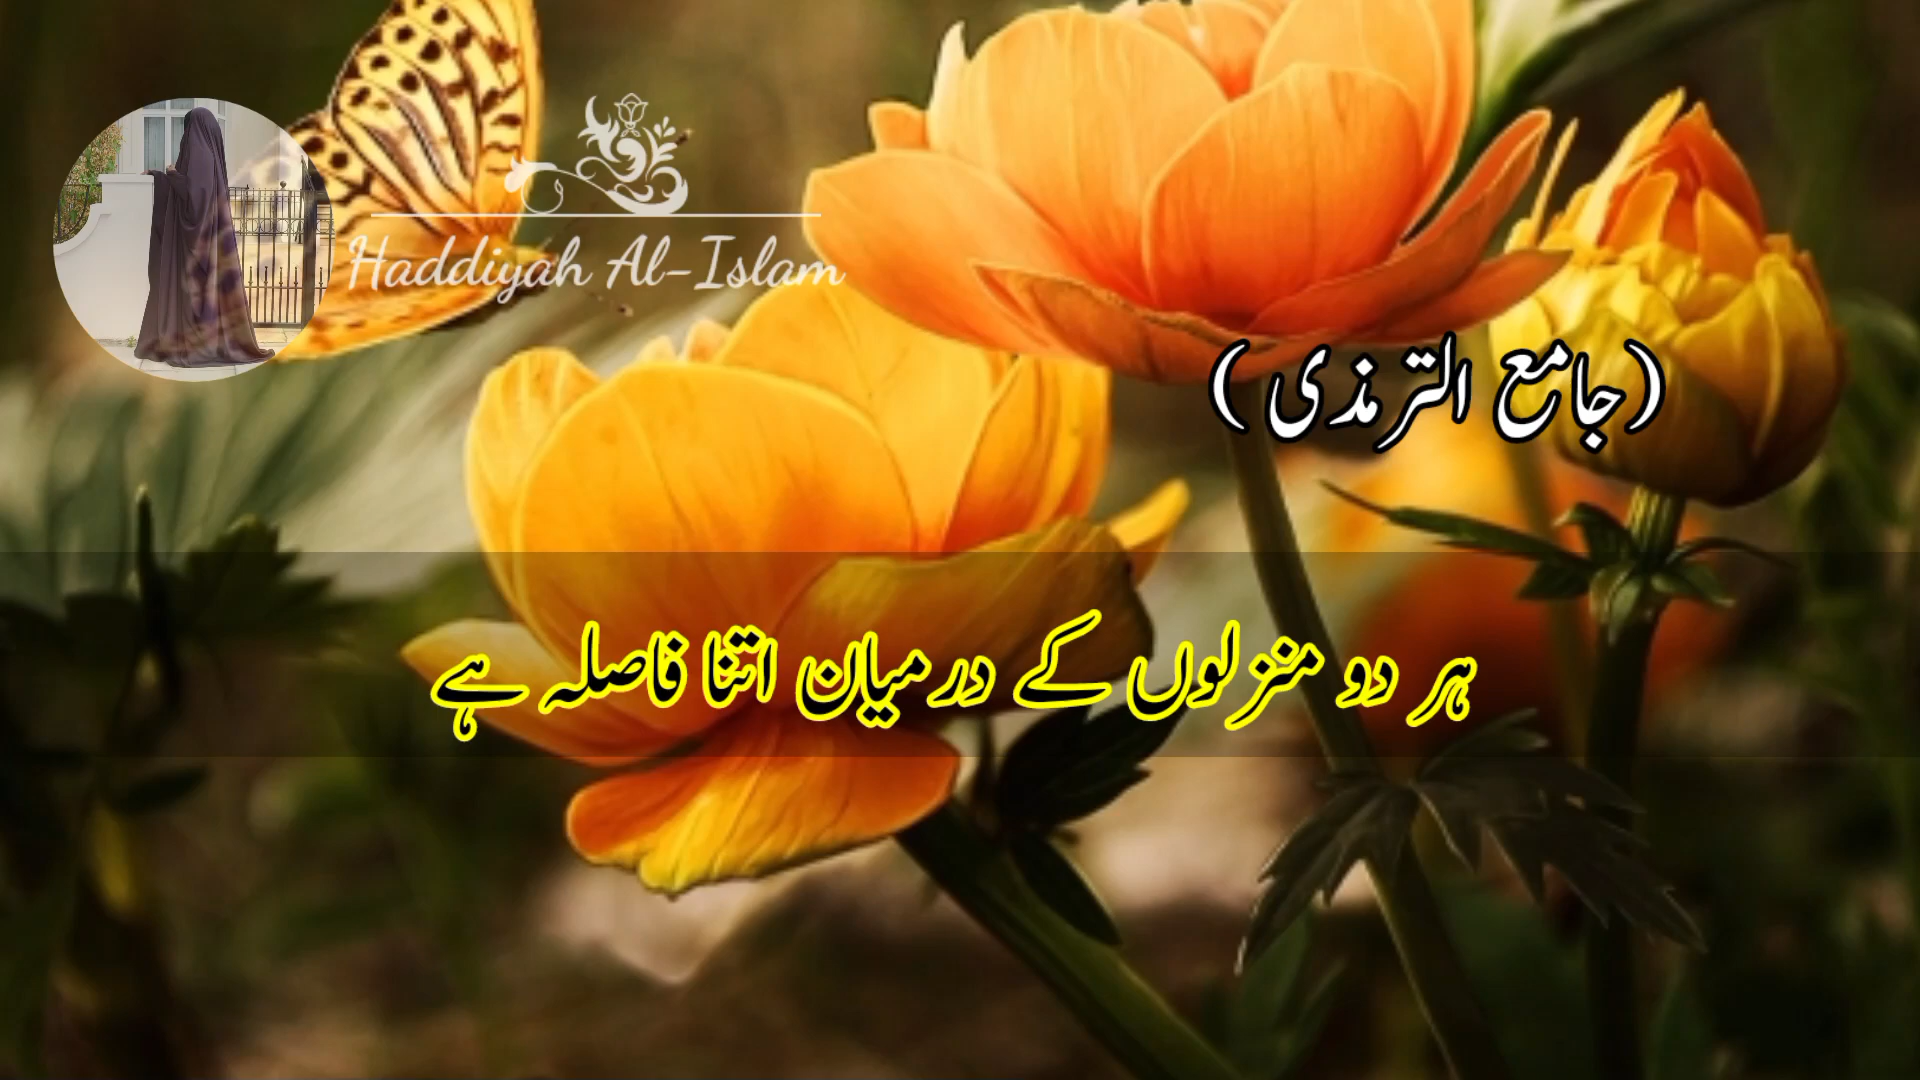 Haddiyah Al-Islam
(جامع الترمذی )
ہر دو منزلوں کے درمیان اتنا فاصلہ ہے